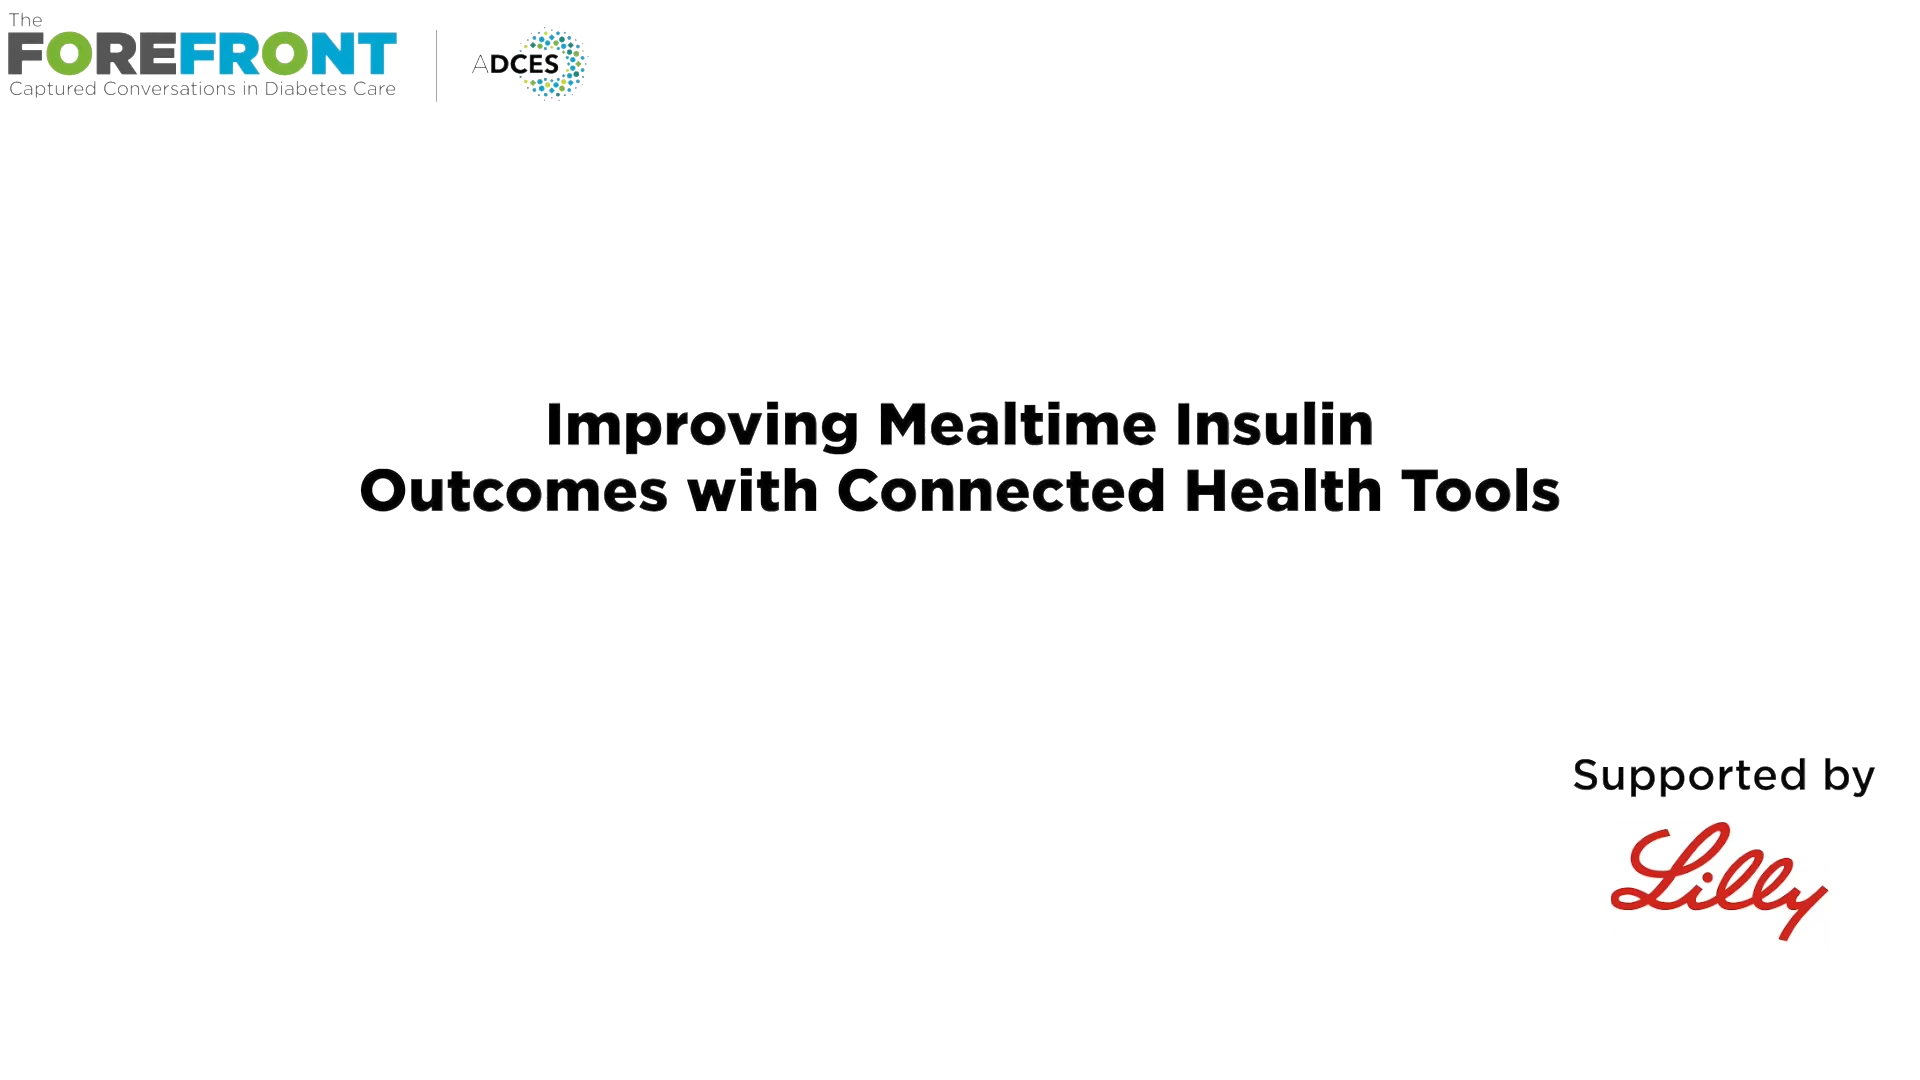 The
FOREFRONT
Captured Conversations in Diabetes Care
ADCES
Improving Mealtime Insulin
Outcomes with Connected Health Tools
Supported by
Lilly